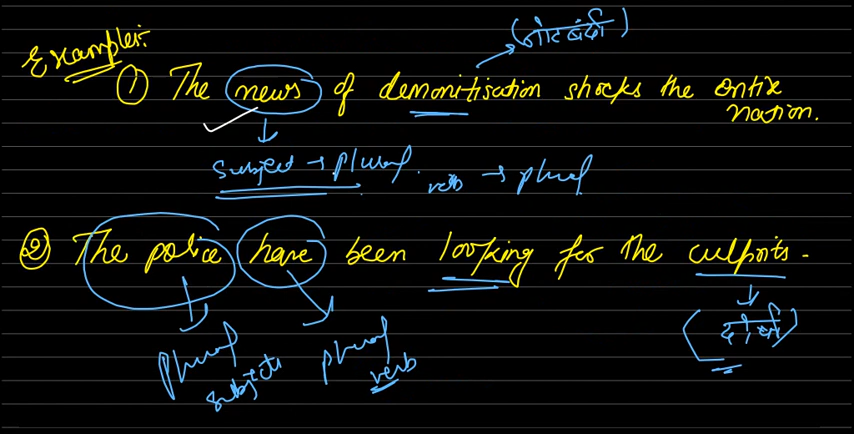 (नोटबंदी)
Examples:
① The news of demonitisation shocks the entire
nation.
subject → plural. verb → plural
② The police have been looking for the culprits.
(दोषी)
plural plural
subjects verb